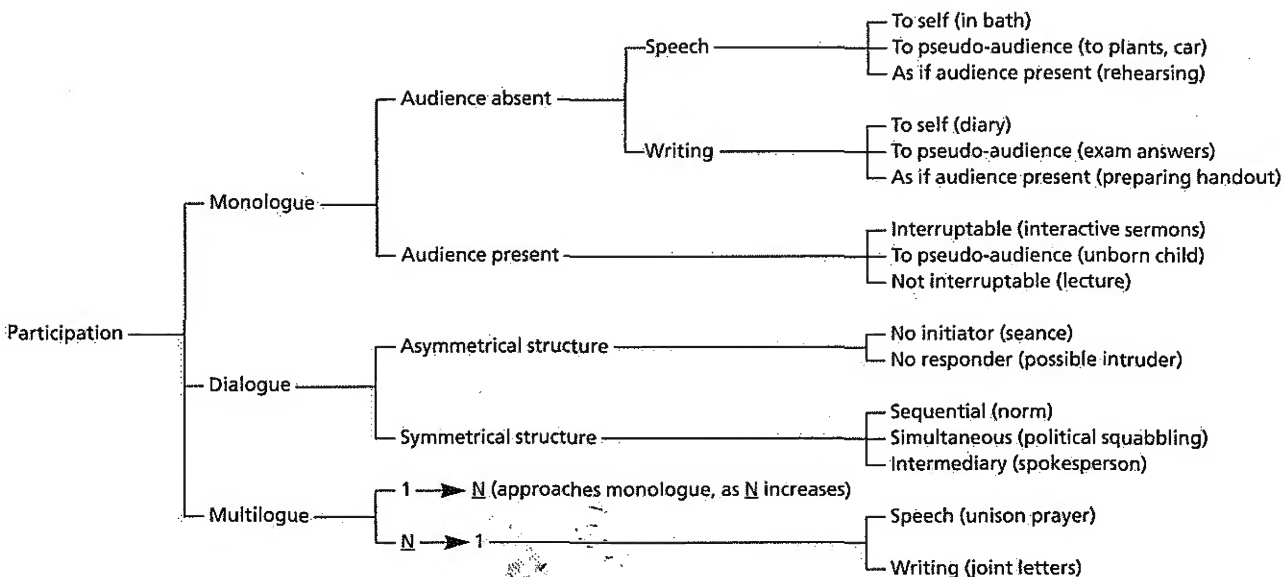 To self (in bath)
Speech
To pseudo-audience (to plants, car)
As if audience present (rehearsing)
Audience absent
To self (diary)
Writing
To pseudo-audience (exam answers)
As if audience present (preparing handout)
Monologue
Interruptable (interactive sermons)
Audience present
To pseudo-audience (unborn child)
Not interruptable (lecture)
Participation
No initiator (seance)
Asymmetrical structure
No responder (possible intruder)
Dialogue
Sequential (norm)
Symmetrical structure
Simultaneous (political squabbling)
Intermediary (spokesperson)
1 → N (approaches monologue, as N increases)
Multilogue
Speech (unison prayer)
N → 1
Writing (joint letters)